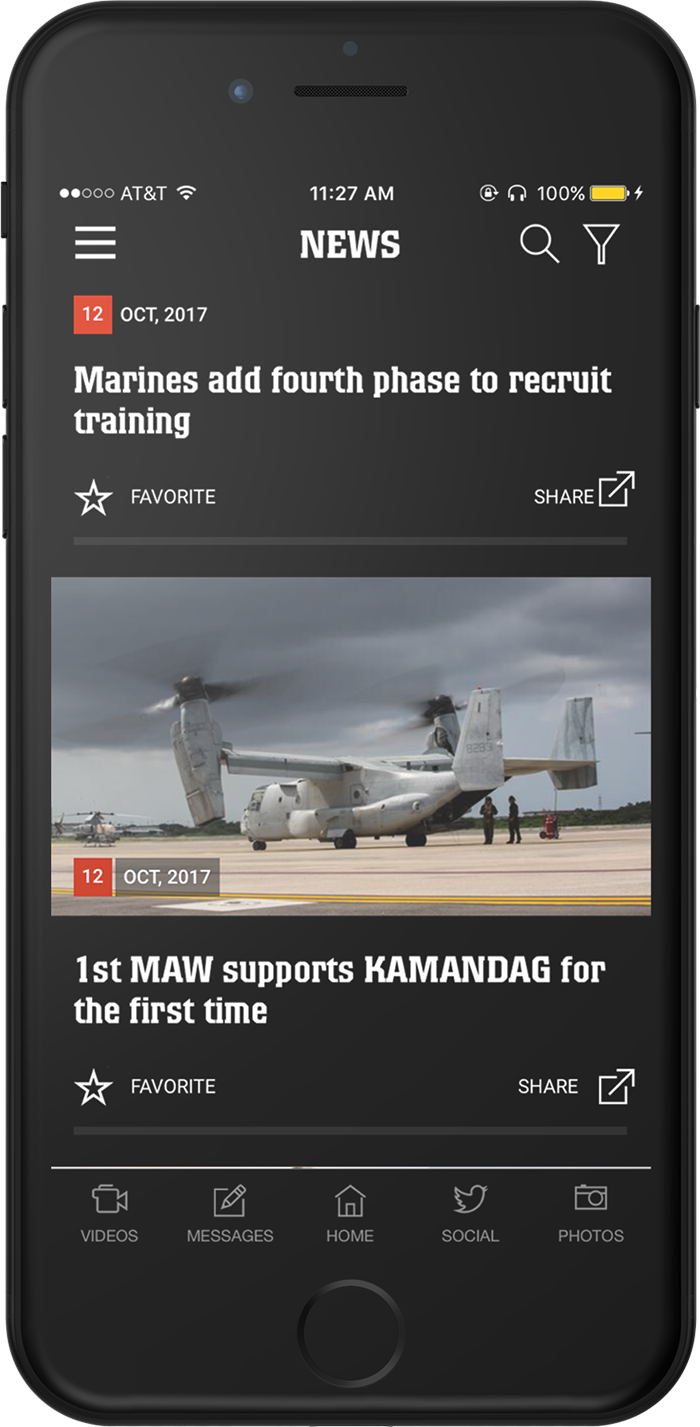 AT&T 11:27 AM 100%
NEWS
12 OCT, 2017
Marines add fourth phase to recruit
training
FAVORITE SHARE
8283
12 OCT, 2017
1st MAW supports KAMANDAG for
the first time
FAVORITE SHARE
VIDEOS MESSAGES HOME SOCIAL PHOTOS